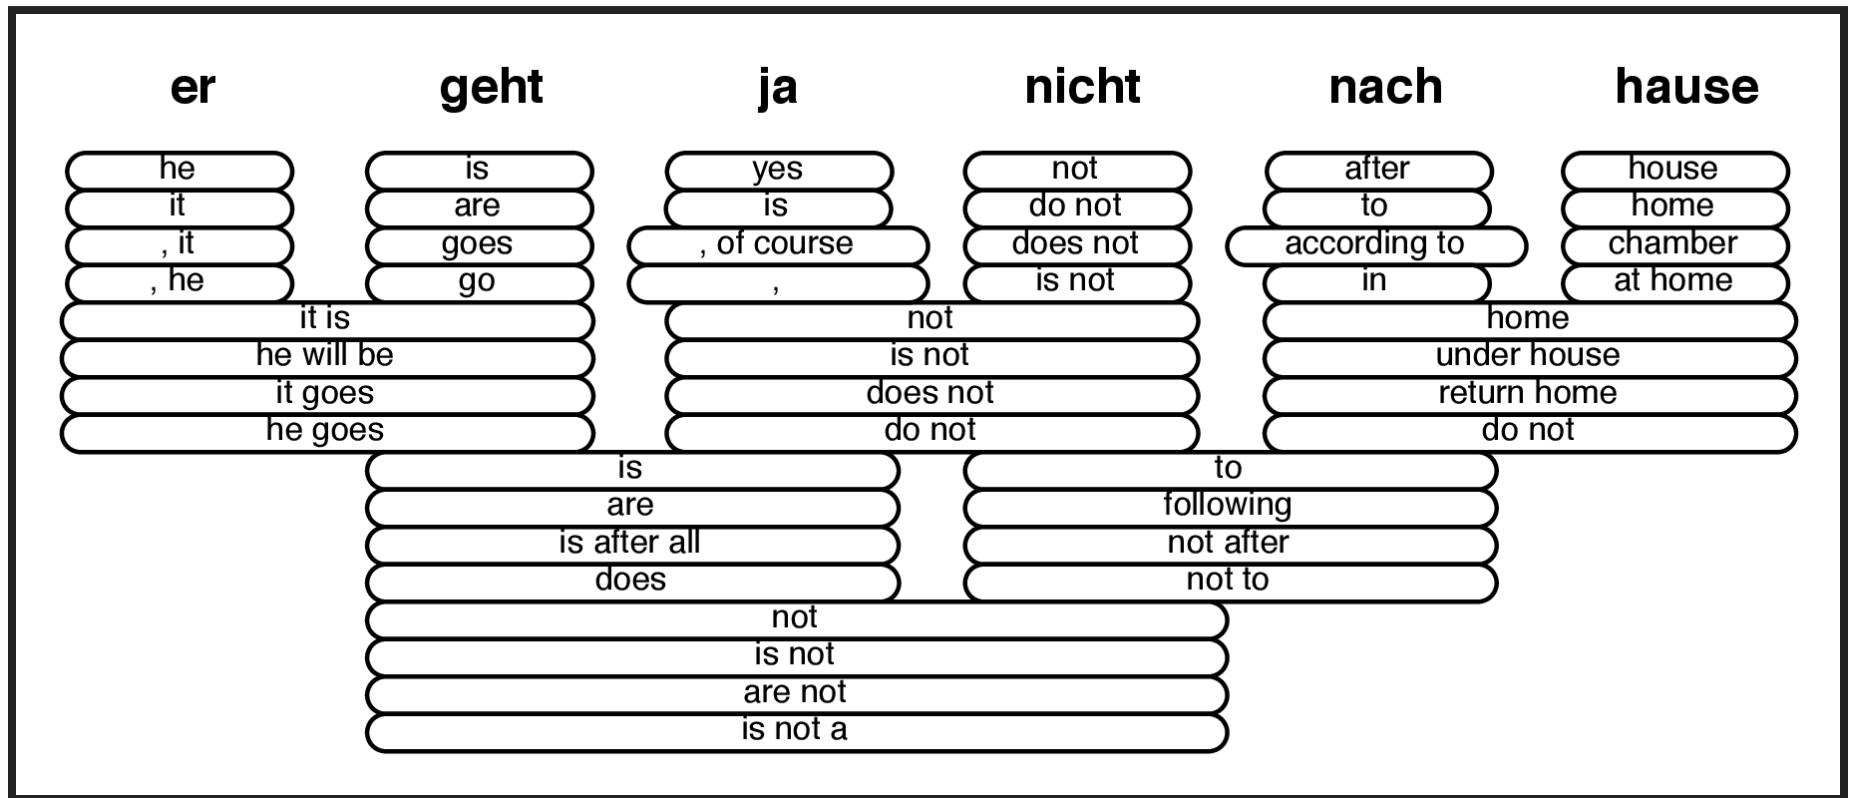 er geht ja nicht nach hause
he is yes not after house
it are is do not to home
, it goes , of course does not according to chamber
, he go , is not in at home
it is not home
he will be is not under house
it goes does not return home
he goes do not do not
is to
are following
is after all not after
does not to
not
is not
are not
is not a